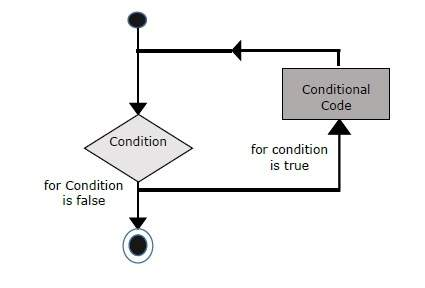 Conditional
Code
Condition
for condition
is true
for Condition
is false